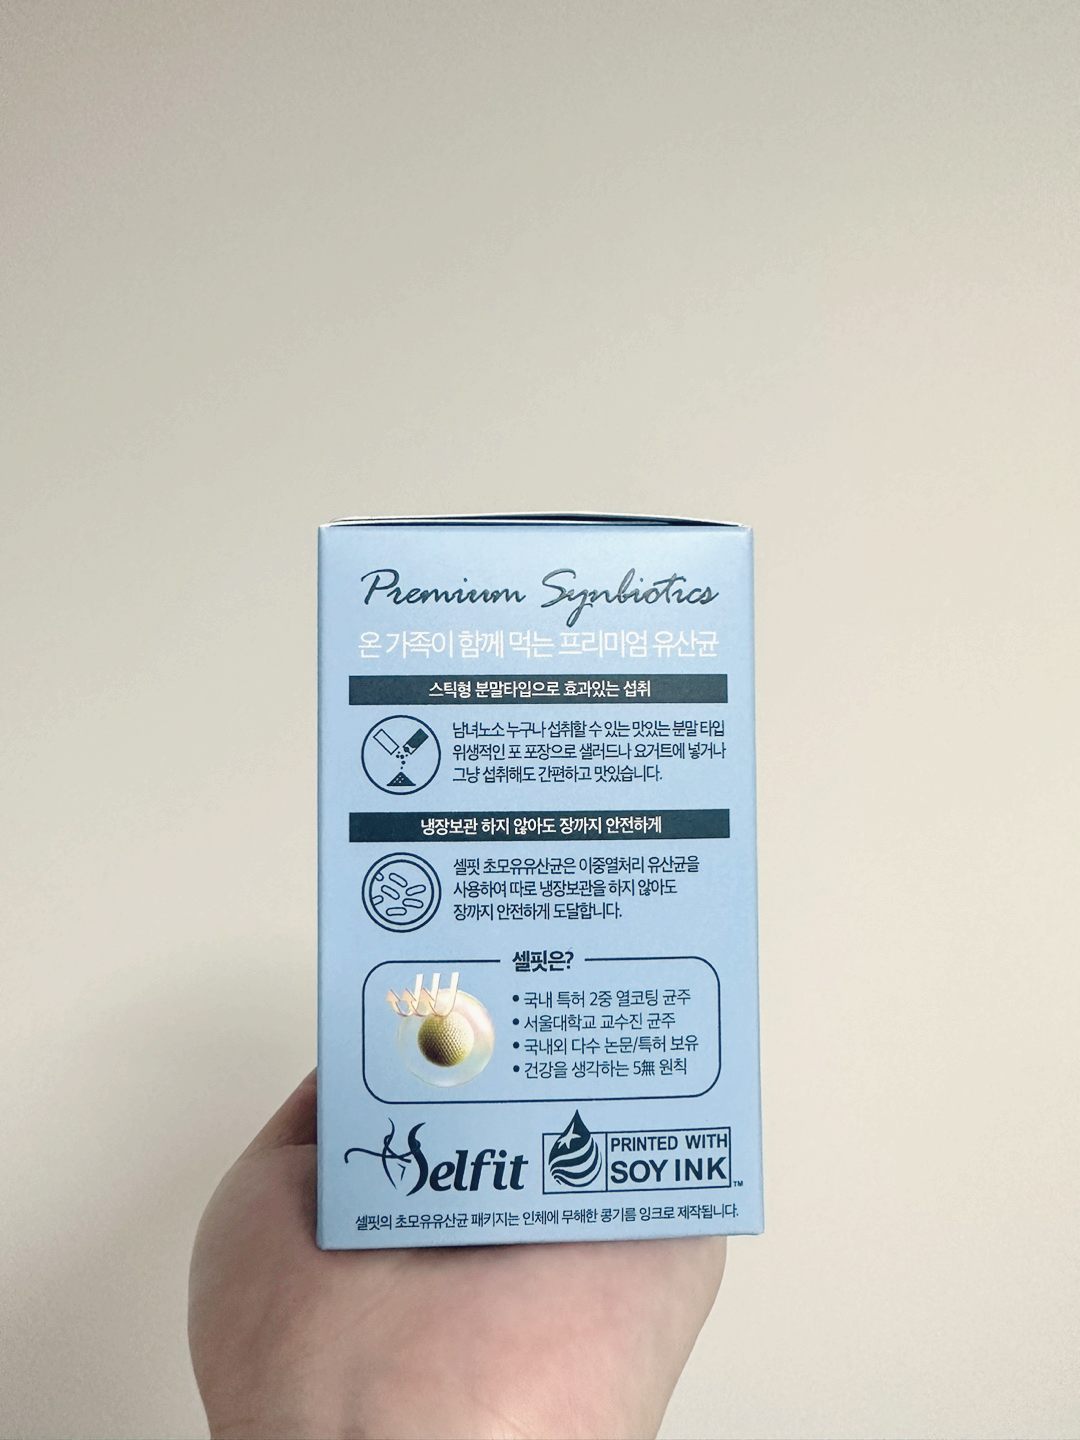 Premium Synbiotics
온 가족이 함께 먹는 프리미엄 유산균
스틱형 분말타입으로 효과있는 섭취
남녀노소 누구나 섭취할 수 있는 맛있는 분말 타입
위생적인 포 포장으로 샐러드나 요거트에 넣거나
그냥 섭취해도 간편하고 맛있습니다.
냉장보관 하지 않아도 장까지 안전하게
셀핏 초모유유산균은 이중열처리 유산균을
사용하여 따로 냉장보관을 하지 않아도
장까지 안전하게 도달합니다.
셀핏은?
• 국내 특허 2중 열코팅 균주
• 서울대학교 교수진 균주
• 국내외 다수 논문/특허 보유
• 건강을 생각하는 5無 원칙
Selfit
PRINTED WITH
SOY INK™
셀핏의 초모유유산균 패키지는 인체에 무해한 콩기름 잉크로 제작됩니다.